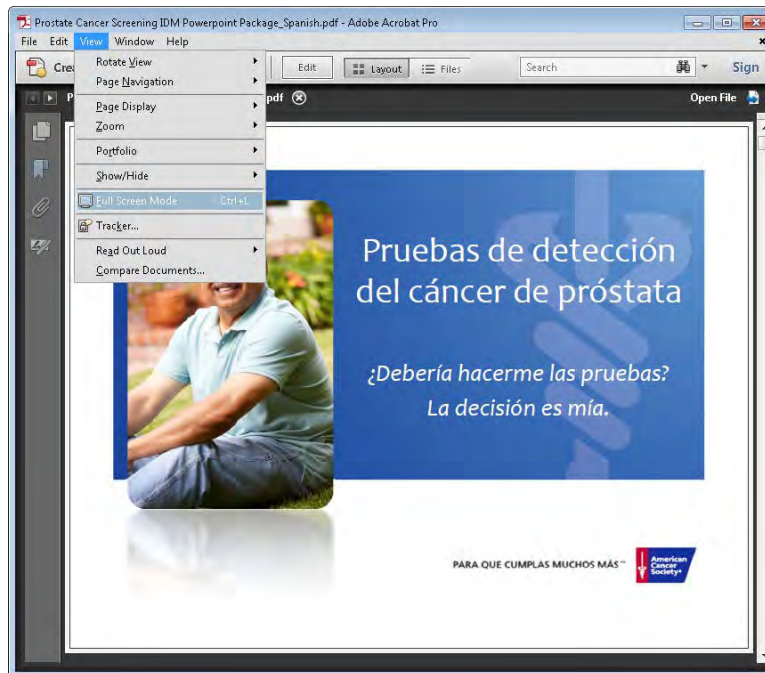 Prostate Cancer Screening IDM Powerpoint Package_Spanish.pdf - Adobe Acrobat Pro
File Edit View Window Help
Cre
Edit
Layout
Files
Search
Sign
P
pdf
Open File
Rotate View
Page Navigation
Page Display
Zoom
Portfolio
Show/Hide
Full Screen Mode Ctrl+L
Tracker...
Read Out Loud
Compare Documents...
Pruebas de detección
del cáncer de próstata
¿Debería hacerme las pruebas?
La decisión es mía.
PARA QUE CUMPLAS MUCHOS MÁS™
American
Cancer
Society®